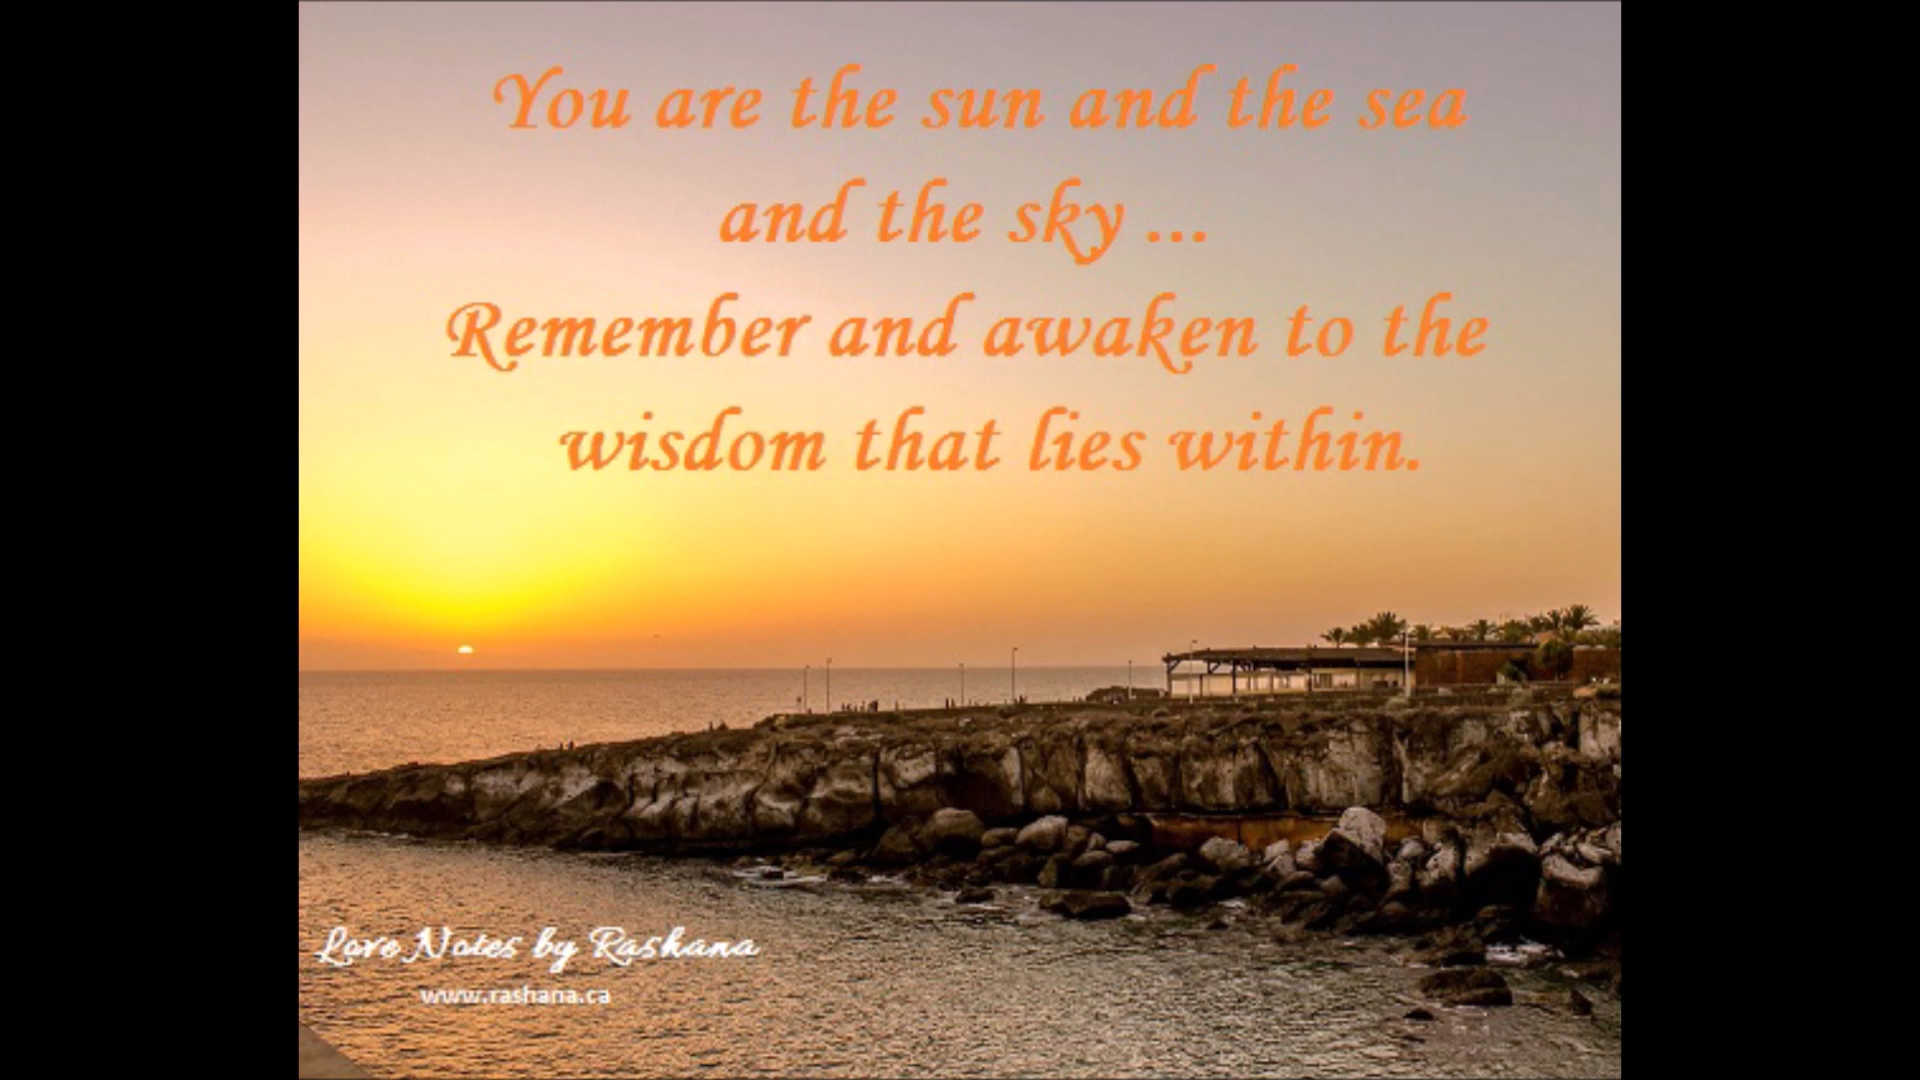 You are the sun and the sea
and the sky ...
Remember and awaken to the
wisdom that lies within.
Love Notes by Rashana
www.rashana.ca